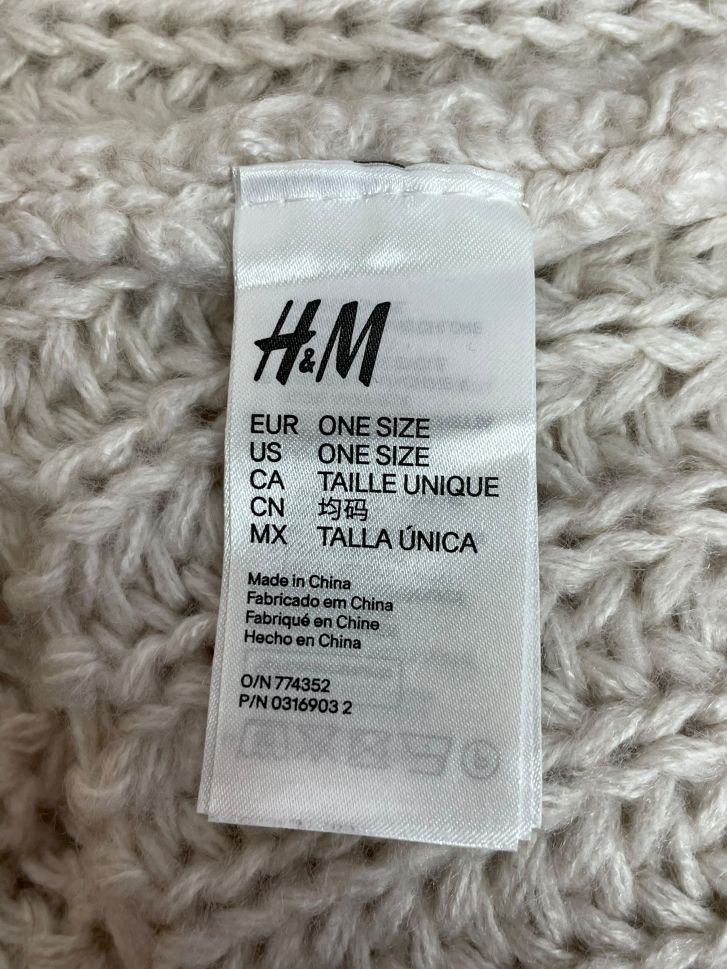 H&M
EUR ONE SIZE
US ONE SIZE
CA TAILLE UNIQUE
CN 均码
MX TALLA ÚNICA
Made in China
Fabricado em China
Fabriqué en Chine
Hecho en China
O/N 774352
P/N 0316903 2